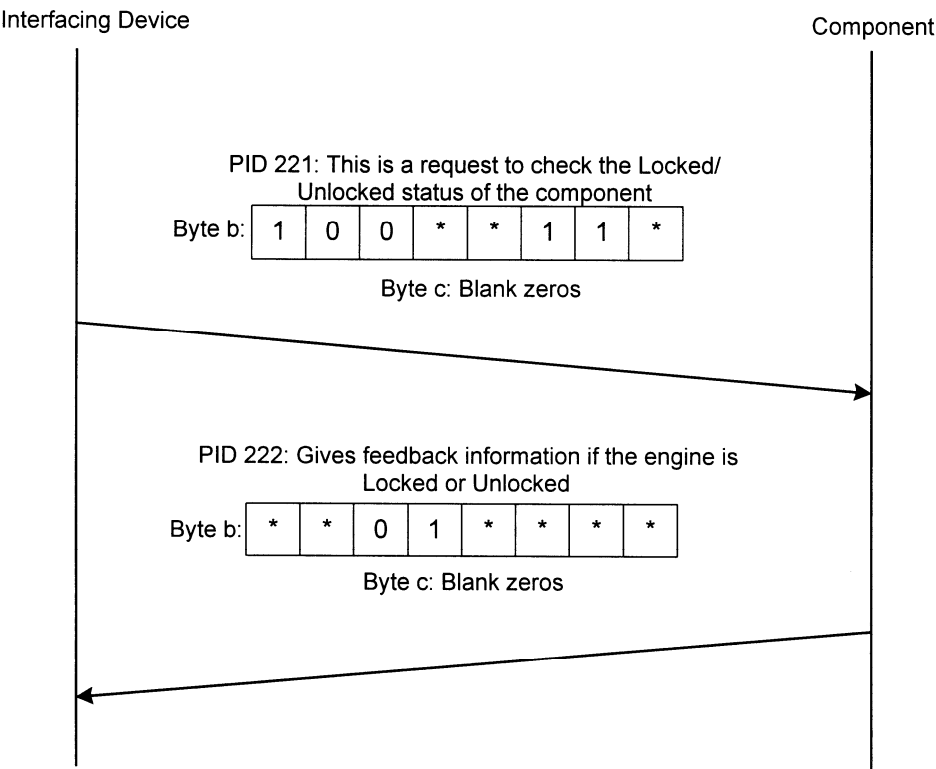 Interfacing Device
Component
PID 221: This is a request to check the Locked/
Unlocked status of the component
Byte b: 1 0 0 * * 1 1 *
Byte c: Blank zeros
PID 222: Gives feedback information if the engine is
Locked or Unlocked
Byte b: * * 0 1 * * * *
Byte c: Blank zeros